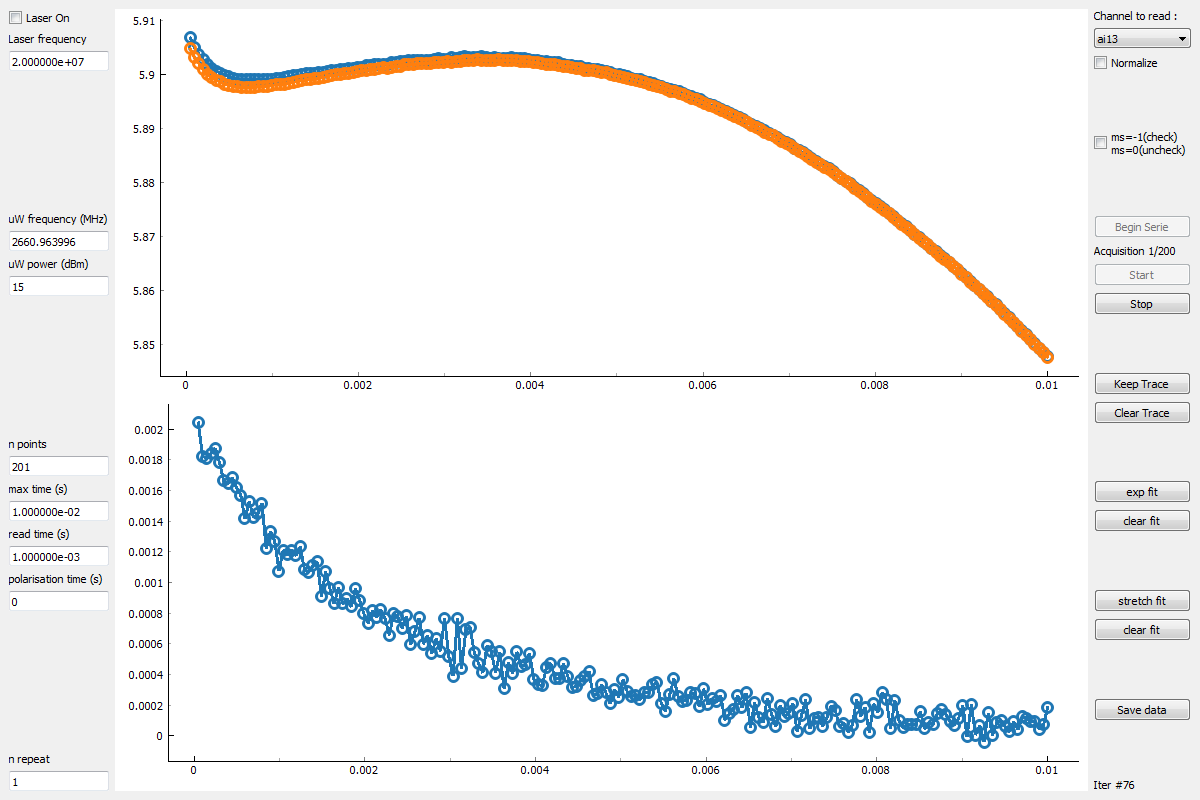 Laser On
Laser frequency
2.000000e+07
uW frequency (MHz)
2660.963996
uW power (dBm)
15
n points
201
max time (s)
1.000000e-02
read time (s)
1.000000e-03
polarisation time (s)
0
n repeat
1
5.91
5.9
5.89
5.88
5.87
5.86
5.85
0
0.002
0.004
0.006
0.008
0.01
0.002
0.0018
0.0016
0.0014
0.0012
0.001
0.0008
0.0006
0.0004
0.0002
0
0
0.002
0.004
0.006
0.008
0.01
Channel to read :
ai13
Normalize
ms=-1(check)
ms=0(uncheck)
Begin Serie
Acquisition 1/200
Start
Stop
Keep Trace
Clear Trace
exp fit
clear fit
stretch fit
clear fit
Save data
Iter #76